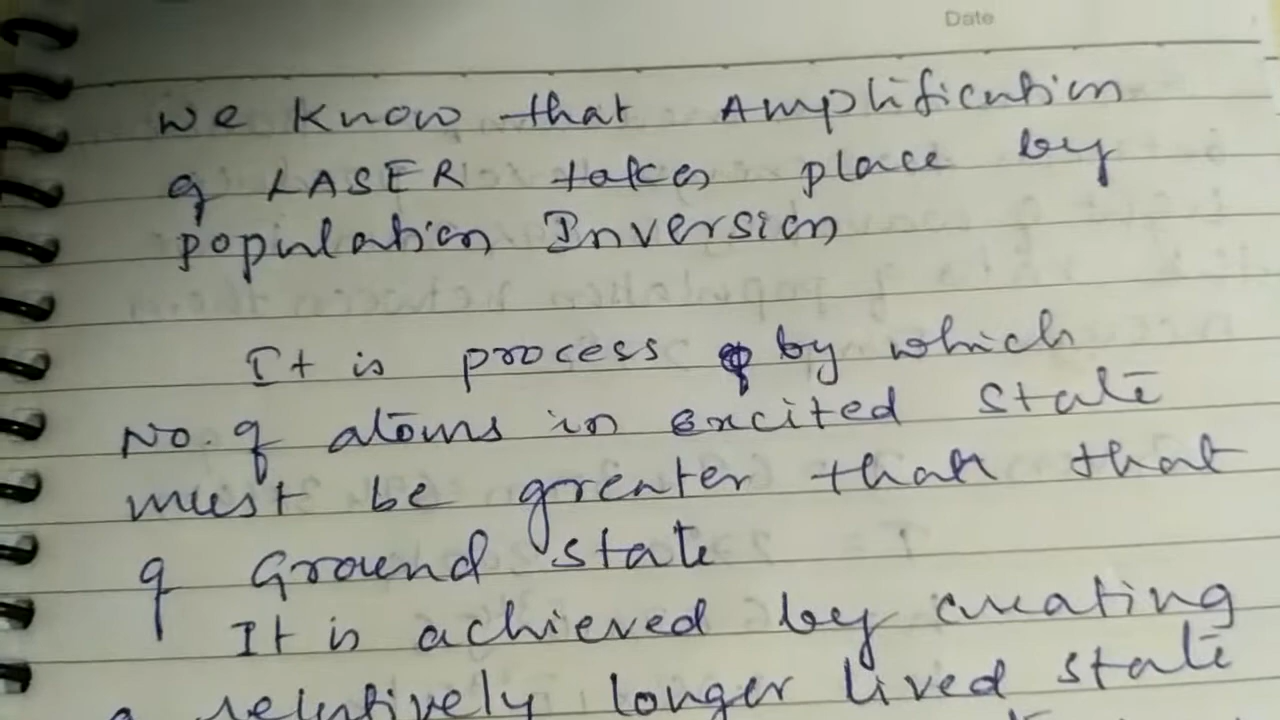 Date
We know that Amplification
of LASER takes place by
population Inversion
It is process by which
No. of atoms in excited state
must be greater than that
of Ground state
It is achieved by creating
a relatively longer lived state